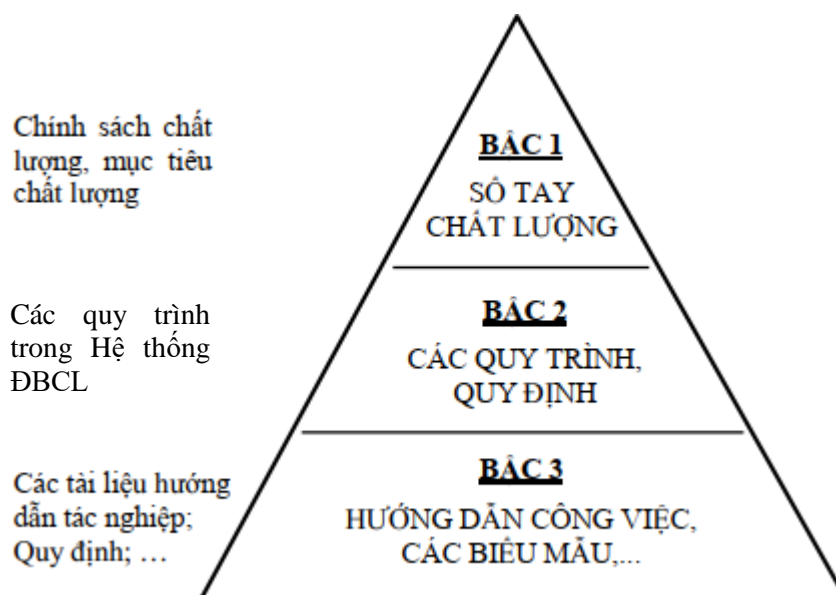 Chính sách chất
lượng, mục tiêu
chất lượng
BẬC 1
SỔ TAY
CHẤT LƯỢNG
Các quy trình
trong Hệ thống
ĐBCL
BẬC 2
CÁC QUY TRÌNH,
QUY ĐỊNH
Các tài liệu hướng
dẫn tác nghiệp;
Quy định; …
BẬC 3
HƯỚNG DẪN CÔNG VIỆC,
CÁC BIỂU MẪU,...